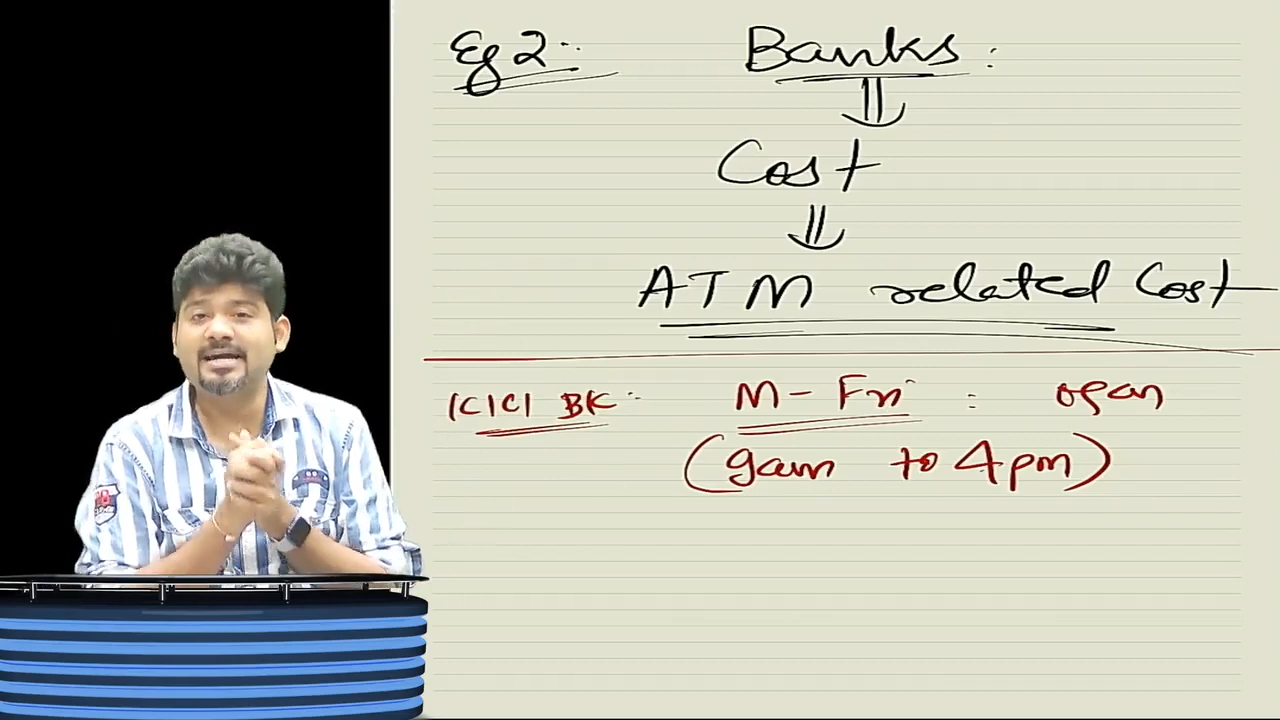 Eg 2:
Banks :
⇓
Cost
⇓
ATM related Cost
ICICI BK: M - Fri : open
(9am to 4pm)